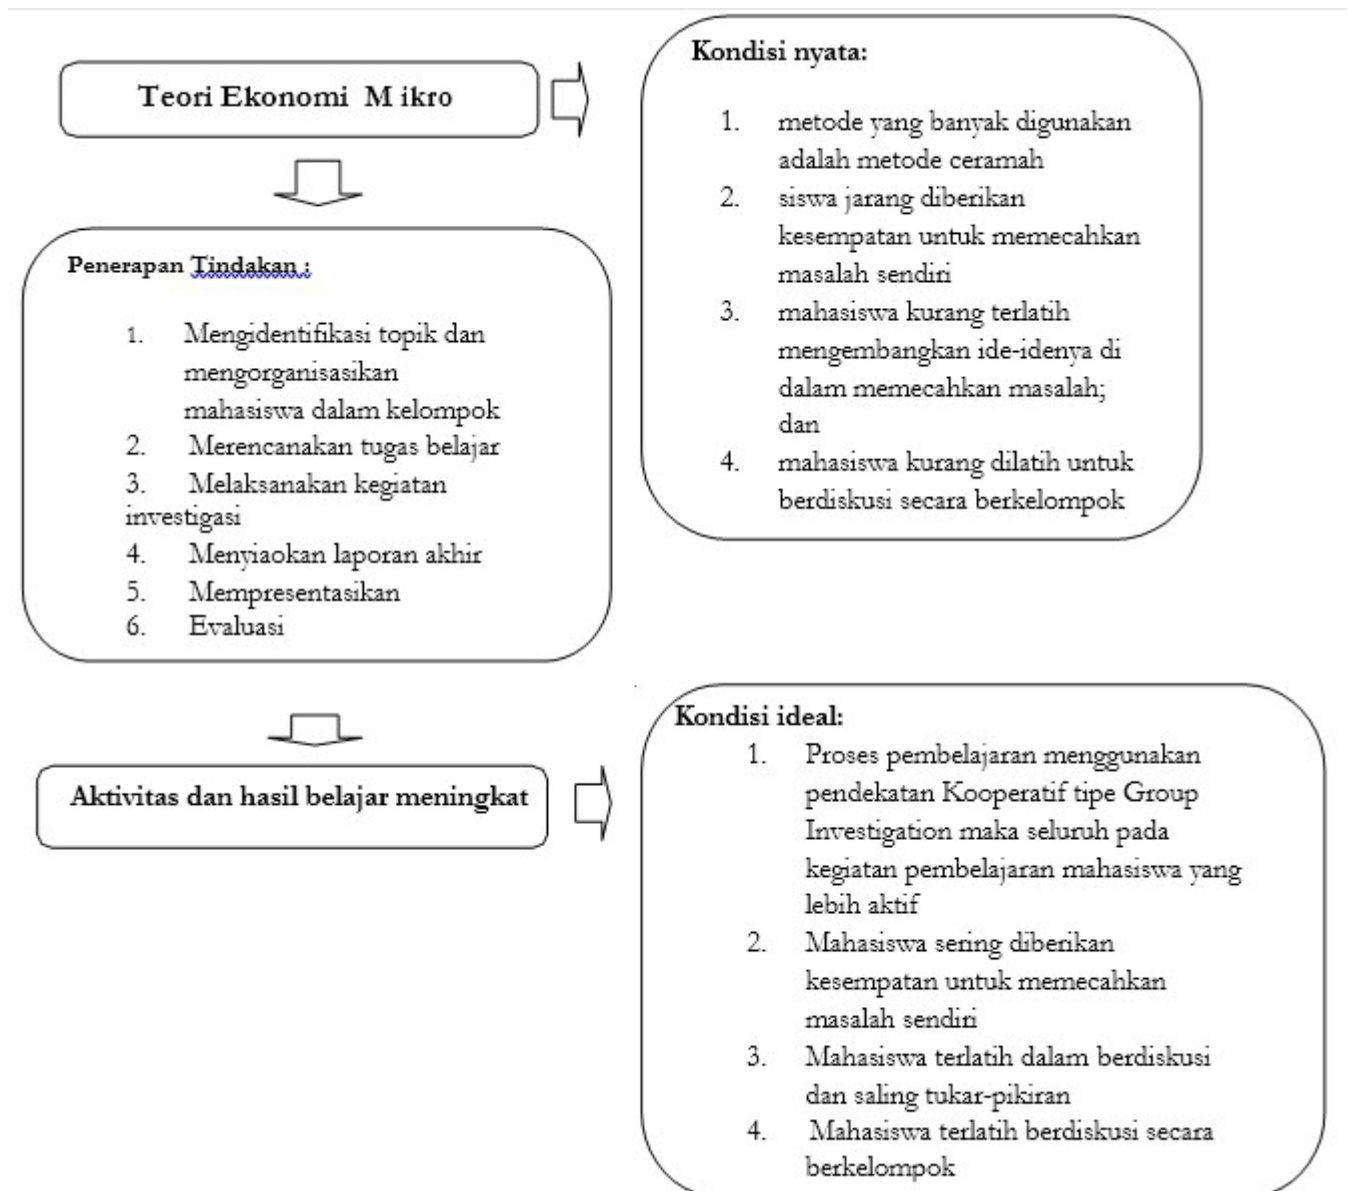 Teori Ekonomi M ikro
Kondisi nyata:
1. metode yang banyak digunakan
adalah metode ceramah
2. siswa jarang diberikan
kesempatan untuk memecahkan
masalah sendiri
3. mahasiswa kurang terlatih
mengembangkan ide-idenya di
dalam memecahkan masalah;
dan
4. mahasiswa kurang dilatih untuk
berdiskusi secara berkelompok
Penerapan Tindakan :
1. Mengidentifikasi topik dan
mengorganisasikan
mahasiswa dalam kelompok
2. Merencanakan tugas belajar
3. Melaksanakan kegiatan
investigasi
4. Menyiaokan laporan akhir
5. Mempresentasikan
6. Evaluasi
Aktivitas dan hasil belajar meningkat
Kondisi ideal:
1. Proses pembelajaran menggunakan
pendekatan Kooperatif tipe Group
Investigation maka seluruh pada
kegiatan pembelajaran mahasiswa yang
lebih aktif
2. Mahasiswa sering diberikan
kesempatan untuk memecahkan
masalah sendiri
3. Mahasiswa terlatih dalam berdiskusi
dan saling tukar-pikiran
4. Mahasiswa terlatih berdiskusi secara
berkelompok